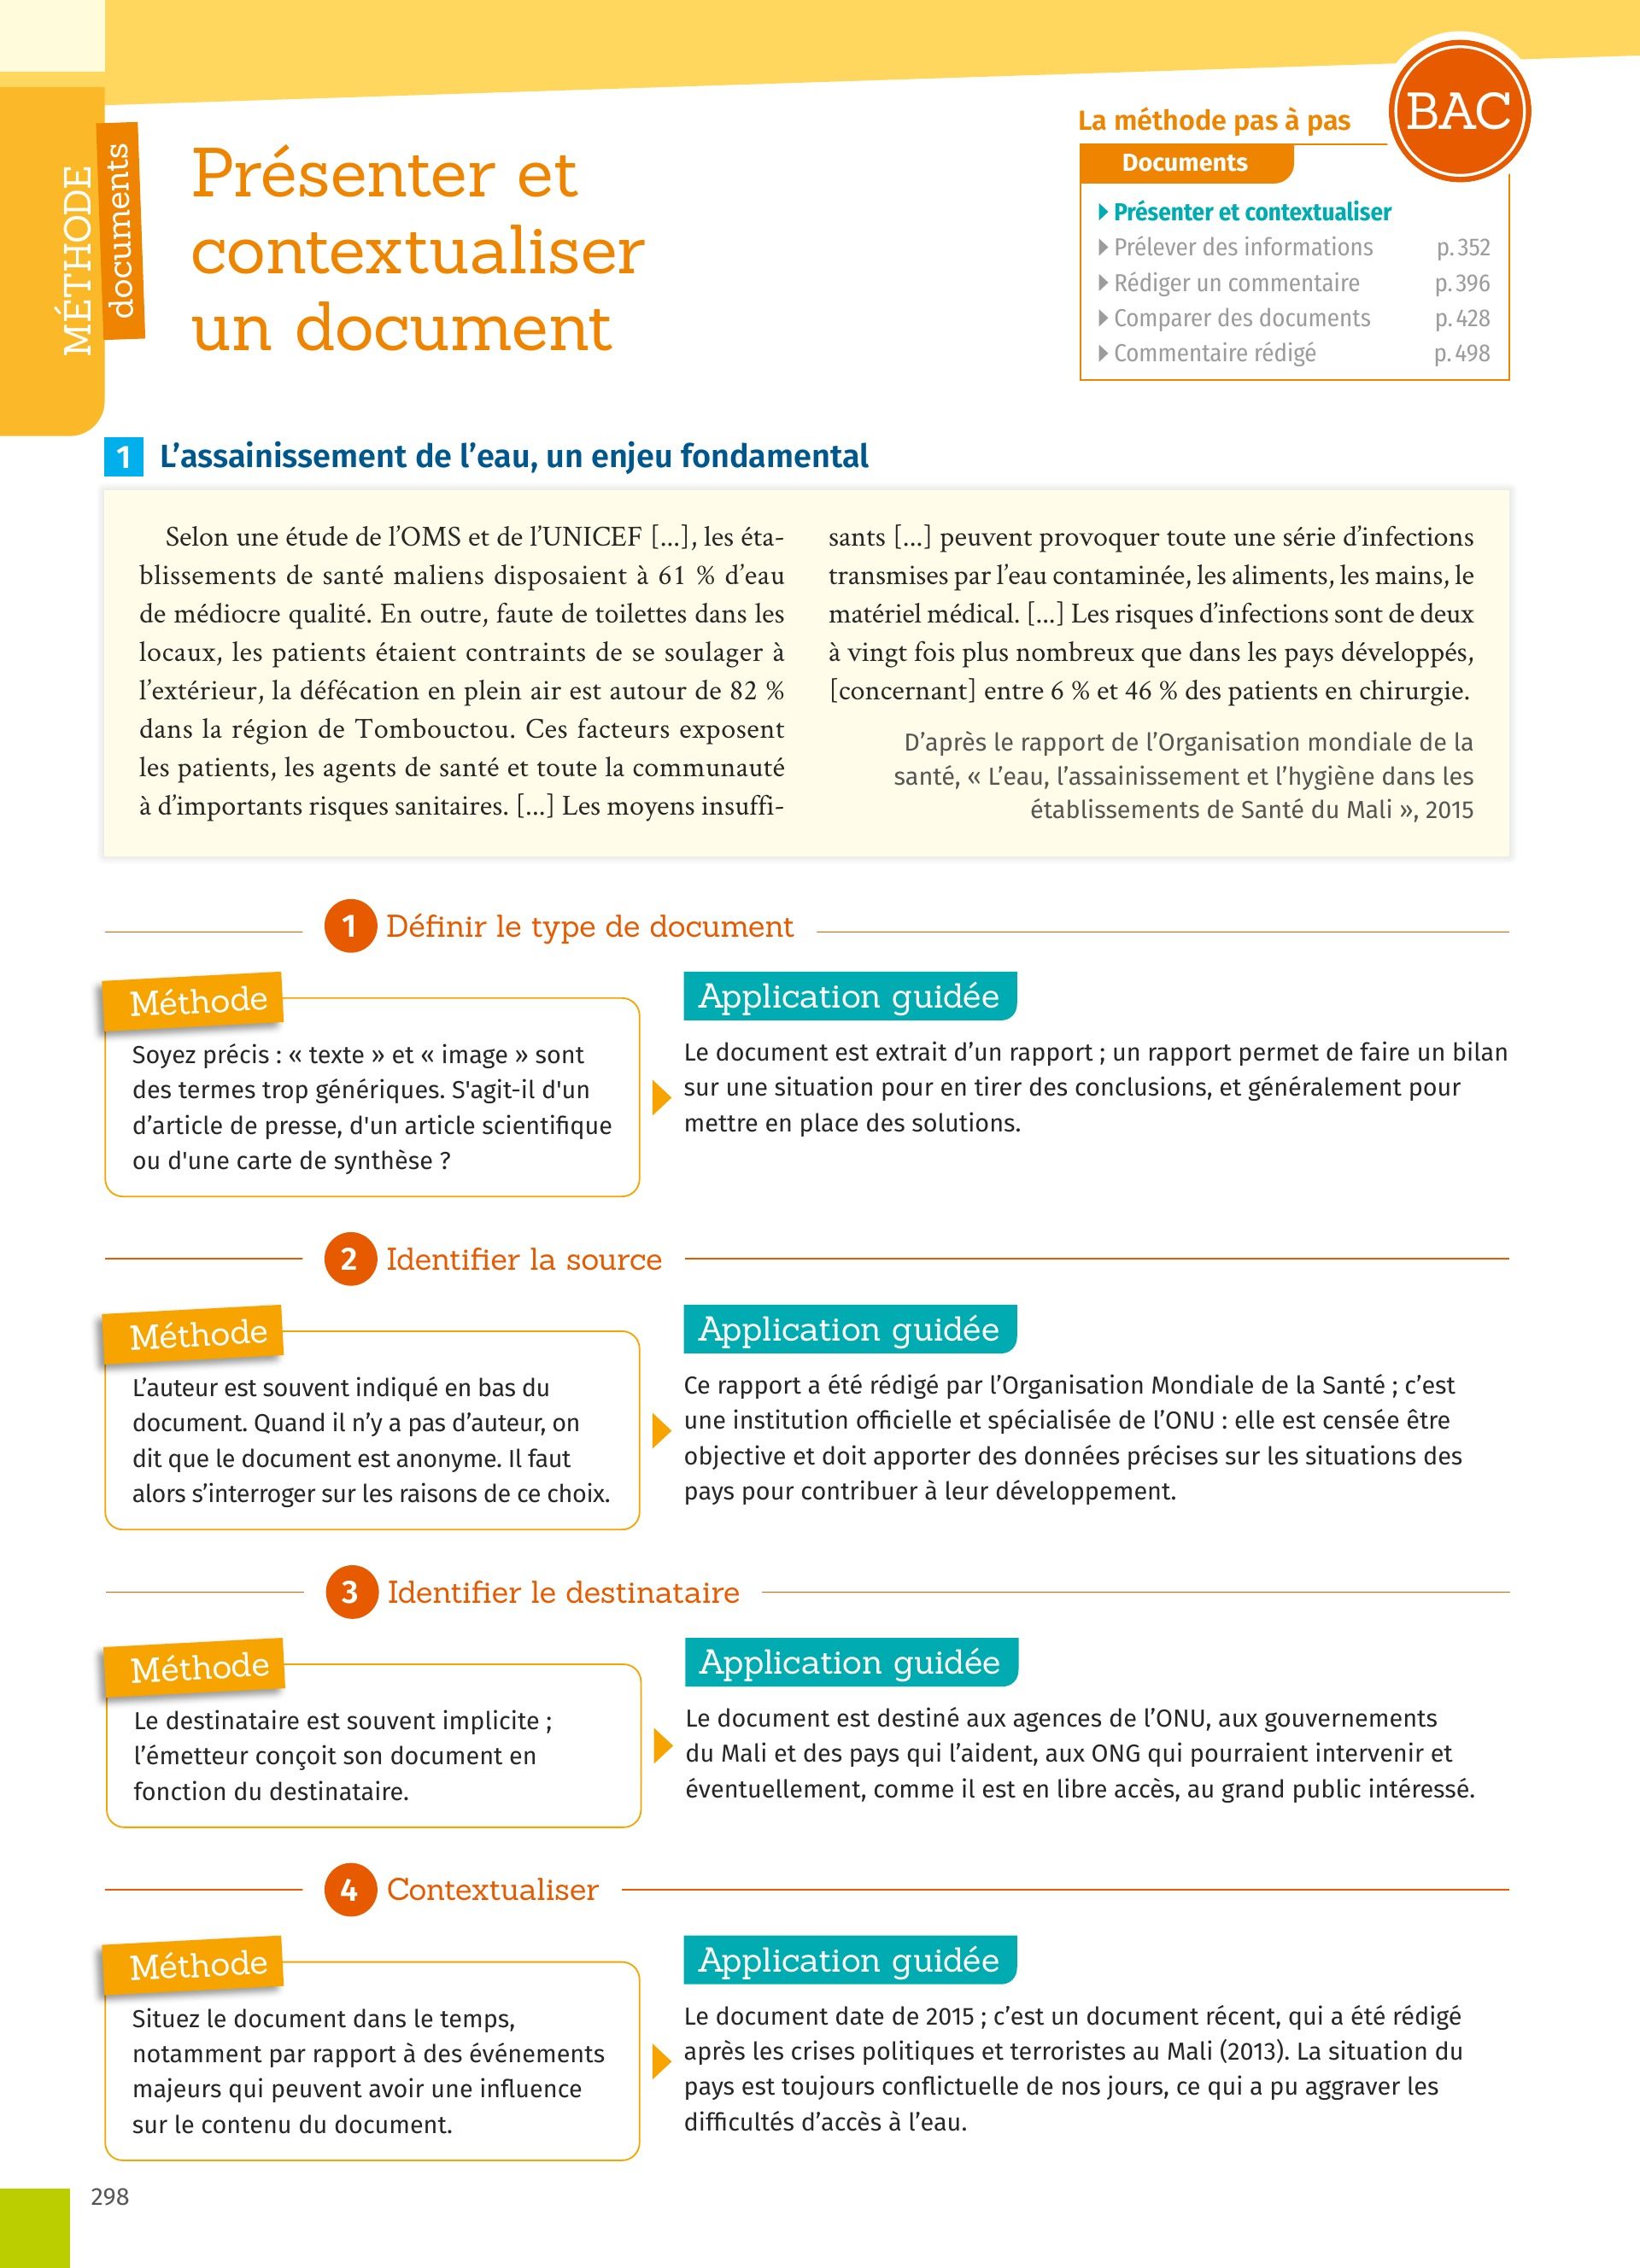 MÉTHODE
documents
Présenter et
contextualiser
un document
La méthode pas à pas
BAC
Documents
Présenter et contextualiser
Prélever des informations p. 352
Rédiger un commentaire p. 396
Comparer des documents p. 428
Commentaire rédigé p. 498
1 L’assainissement de l’eau, un enjeu fondamental
Selon une étude de l’OMS et de l’UNICEF [...], les éta-
blissements de santé maliens disposaient à 61 % d’eau
de médiocre qualité. En outre, faute de toilettes dans les
locaux, les patients étaient contraints de se soulager à
l’extérieur, la défécation en plein air est autour de 82 %
dans la région de Tombouctou. Ces facteurs exposent
les patients, les agents de santé et toute la communauté
à d’importants risques sanitaires. [...] Les moyens insuffi-
sants [...] peuvent provoquer toute une série d’infections
transmises par l’eau contaminée, les aliments, les mains, le
matériel médical. [...] Les risques d’infections sont de deux
à vingt fois plus nombreux que dans les pays développés,
[concernant] entre 6 % et 46 % des patients en chirurgie.
D’après le rapport de l’Organisation mondiale de la
santé, « L’eau, l’assainissement et l’hygiène dans les
établissements de Santé du Mali », 2015
1 Définir le type de document
Méthode
Soyez précis : « texte » et « image » sont
des termes trop génériques. S'agit-il d'un
d’article de presse, d'un article scientifique
ou d'une carte de synthèse ?
Application guidée
Le document est extrait d’un rapport ; un rapport permet de faire un bilan
sur une situation pour en tirer des conclusions, et généralement pour
mettre en place des solutions.
2 Identifier la source
Méthode
L’auteur est souvent indiqué en bas du
document. Quand il n’y a pas d’auteur, on
dit que le document est anonyme. Il faut
alors s’interroger sur les raisons de ce choix.
Application guidée
Ce rapport a été rédigé par l’Organisation Mondiale de la Santé ; c’est
une institution officielle et spécialisée de l’ONU : elle est censée être
objective et doit apporter des données précises sur les situations des
pays pour contribuer à leur développement.
3 Identifier le destinataire
Méthode
Le destinataire est souvent implicite ;
l’émetteur conçoit son document en
fonction du destinataire.
Application guidée
Le document est destiné aux agences de l’ONU, aux gouvernements
du Mali et des pays qui l’aident, aux ONG qui pourraient intervenir et
éventuellement, comme il est en libre accès, au grand public intéressé.
4 Contextualiser
Méthode
Situez le document dans le temps,
notamment par rapport à des événements
majeurs qui peuvent avoir une influence
sur le contenu du document.
Application guidée
Le document date de 2015 ; c’est un document récent, qui a été rédigé
après les crises politiques et terroristes au Mali (2013). La situation du
pays est toujours conflictuelle de nos jours, ce qui a pu aggraver les
difficultés d’accès à l’eau.
298